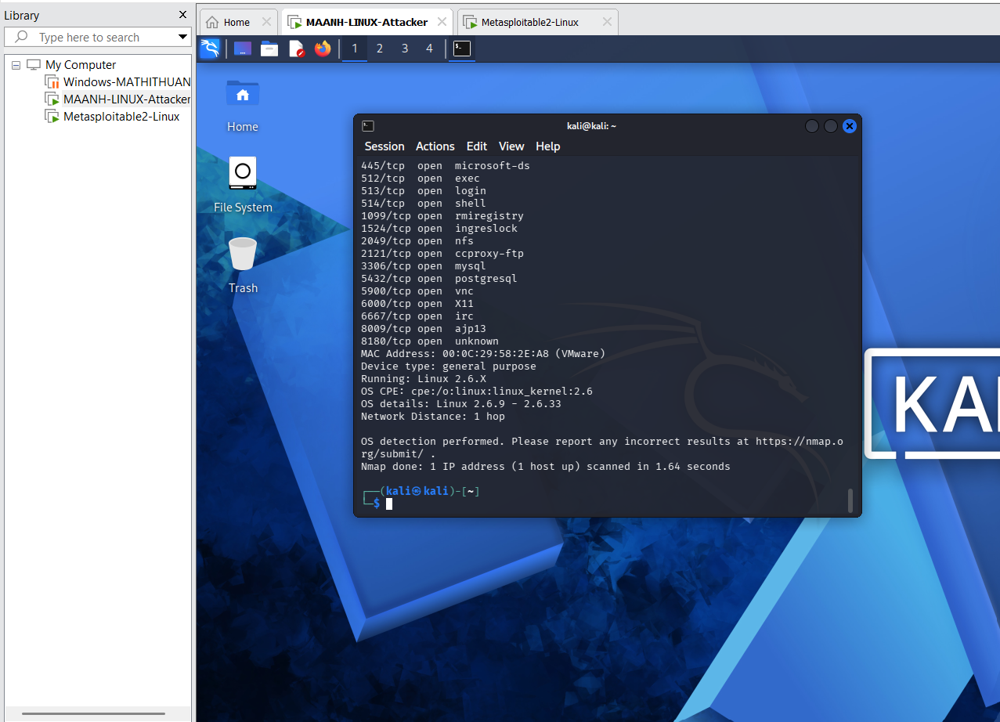 Library
X
Type here to search
My Computer
Windows-MATHITHUAN
MAANH-LINUX-Attacker
Metasploitable2-Linux
Home
MAANH-LINUX-Attacker
Metasploitable2-Linux
1 2 3 4
Home
File System
Trash
kali@kali: ~
Session Actions Edit View Help
445/tcp open microsoft-ds
512/tcp open exec
513/tcp open login
514/tcp open shell
1099/tcp open rmiregistry
1524/tcp open ingreslock
2049/tcp open nfs
2121/tcp open ccproxy-ftp
3306/tcp open mysql
5432/tcp open postgresql
5900/tcp open vnc
6000/tcp open X11
6667/tcp open irc
8009/tcp open ajp13
8180/tcp open unknown
MAC Address: 00:0C:29:58:2E:A8 (VMware)
Device type: general purpose
Running: Linux 2.6.X
OS CPE: cpe:/o:linux:linux_kernel:2.6
OS details: Linux 2.6.9 - 2.6.33
Network Distance: 1 hop
OS detection performed. Please report any incorrect results at https://nmap.o
rg/submit/ .
Nmap done: 1 IP address (1 host up) scanned in 1.64 seconds
┌──(kali㉿kali)-[~]
└─$
KA